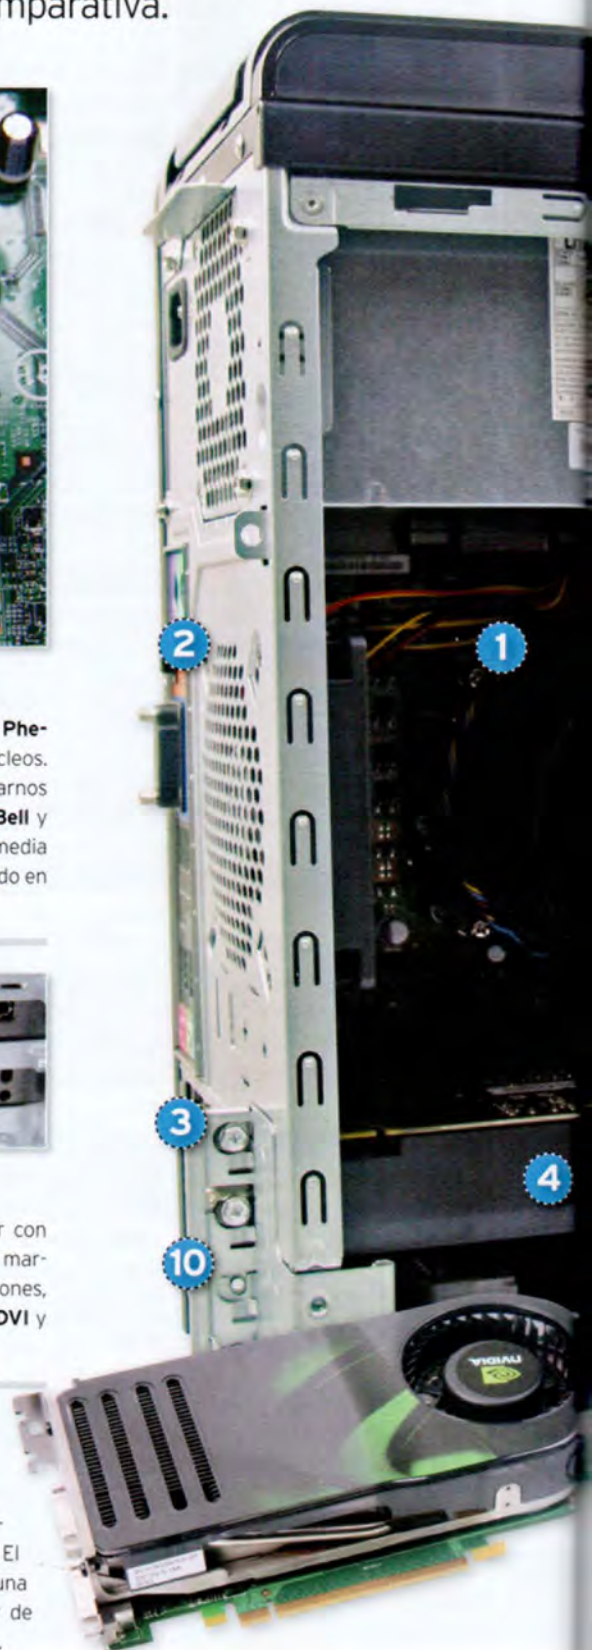 mparativa.
2
1
Phe-
cleos.
arnos
Bell y
media
do en
3
4
r con
mar-
10
ones,
DVI y
NVIDIA
El
una
de